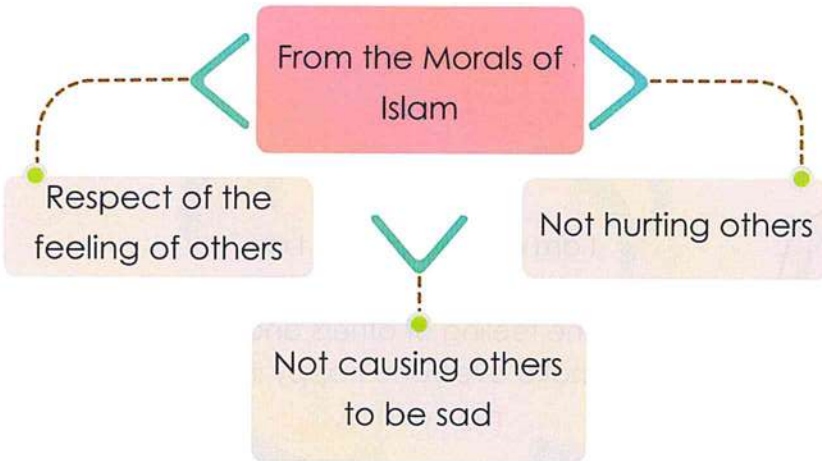 From the Morals of
Islam
Respect of the
feeling of others
Not hurting others
Not causing others
to be sad